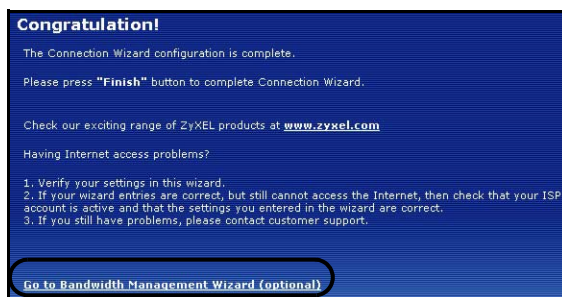 Congratulation!
The Connection Wizard configuration is complete.
Please press "Finish" button to complete Connection Wizard.
Check our exciting range of ZyXEL products at www.zyxel.com
Having Internet access problems?
1. Verify your settings in this wizard.
2. If your wizard entries are correct, but still cannot access the Internet, then check that your ISP
account is active and that the settings you entered in the wizard are correct.
3. If you still have problems, please contact customer support.
Go to Bandwidth Management Wizard (optional)